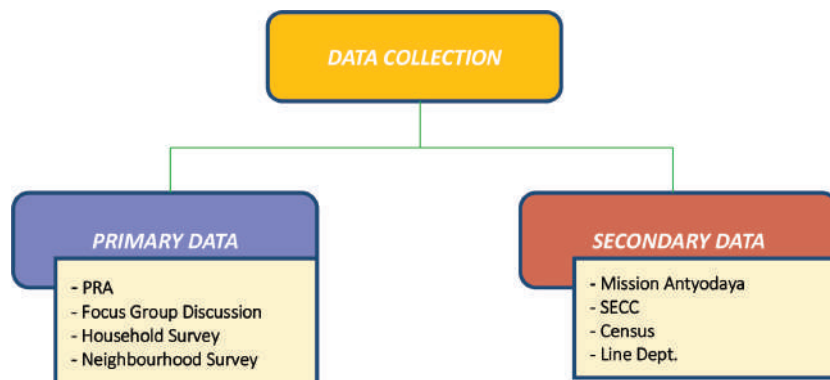 DATA COLLECTION
PRIMARY DATA
- PRA
- Focus Group Discussion
- Household Survey
- Neighbourhood Survey
SECONDARY DATA
- Mission Antyodaya
- SECC
- Census
- Line Dept.